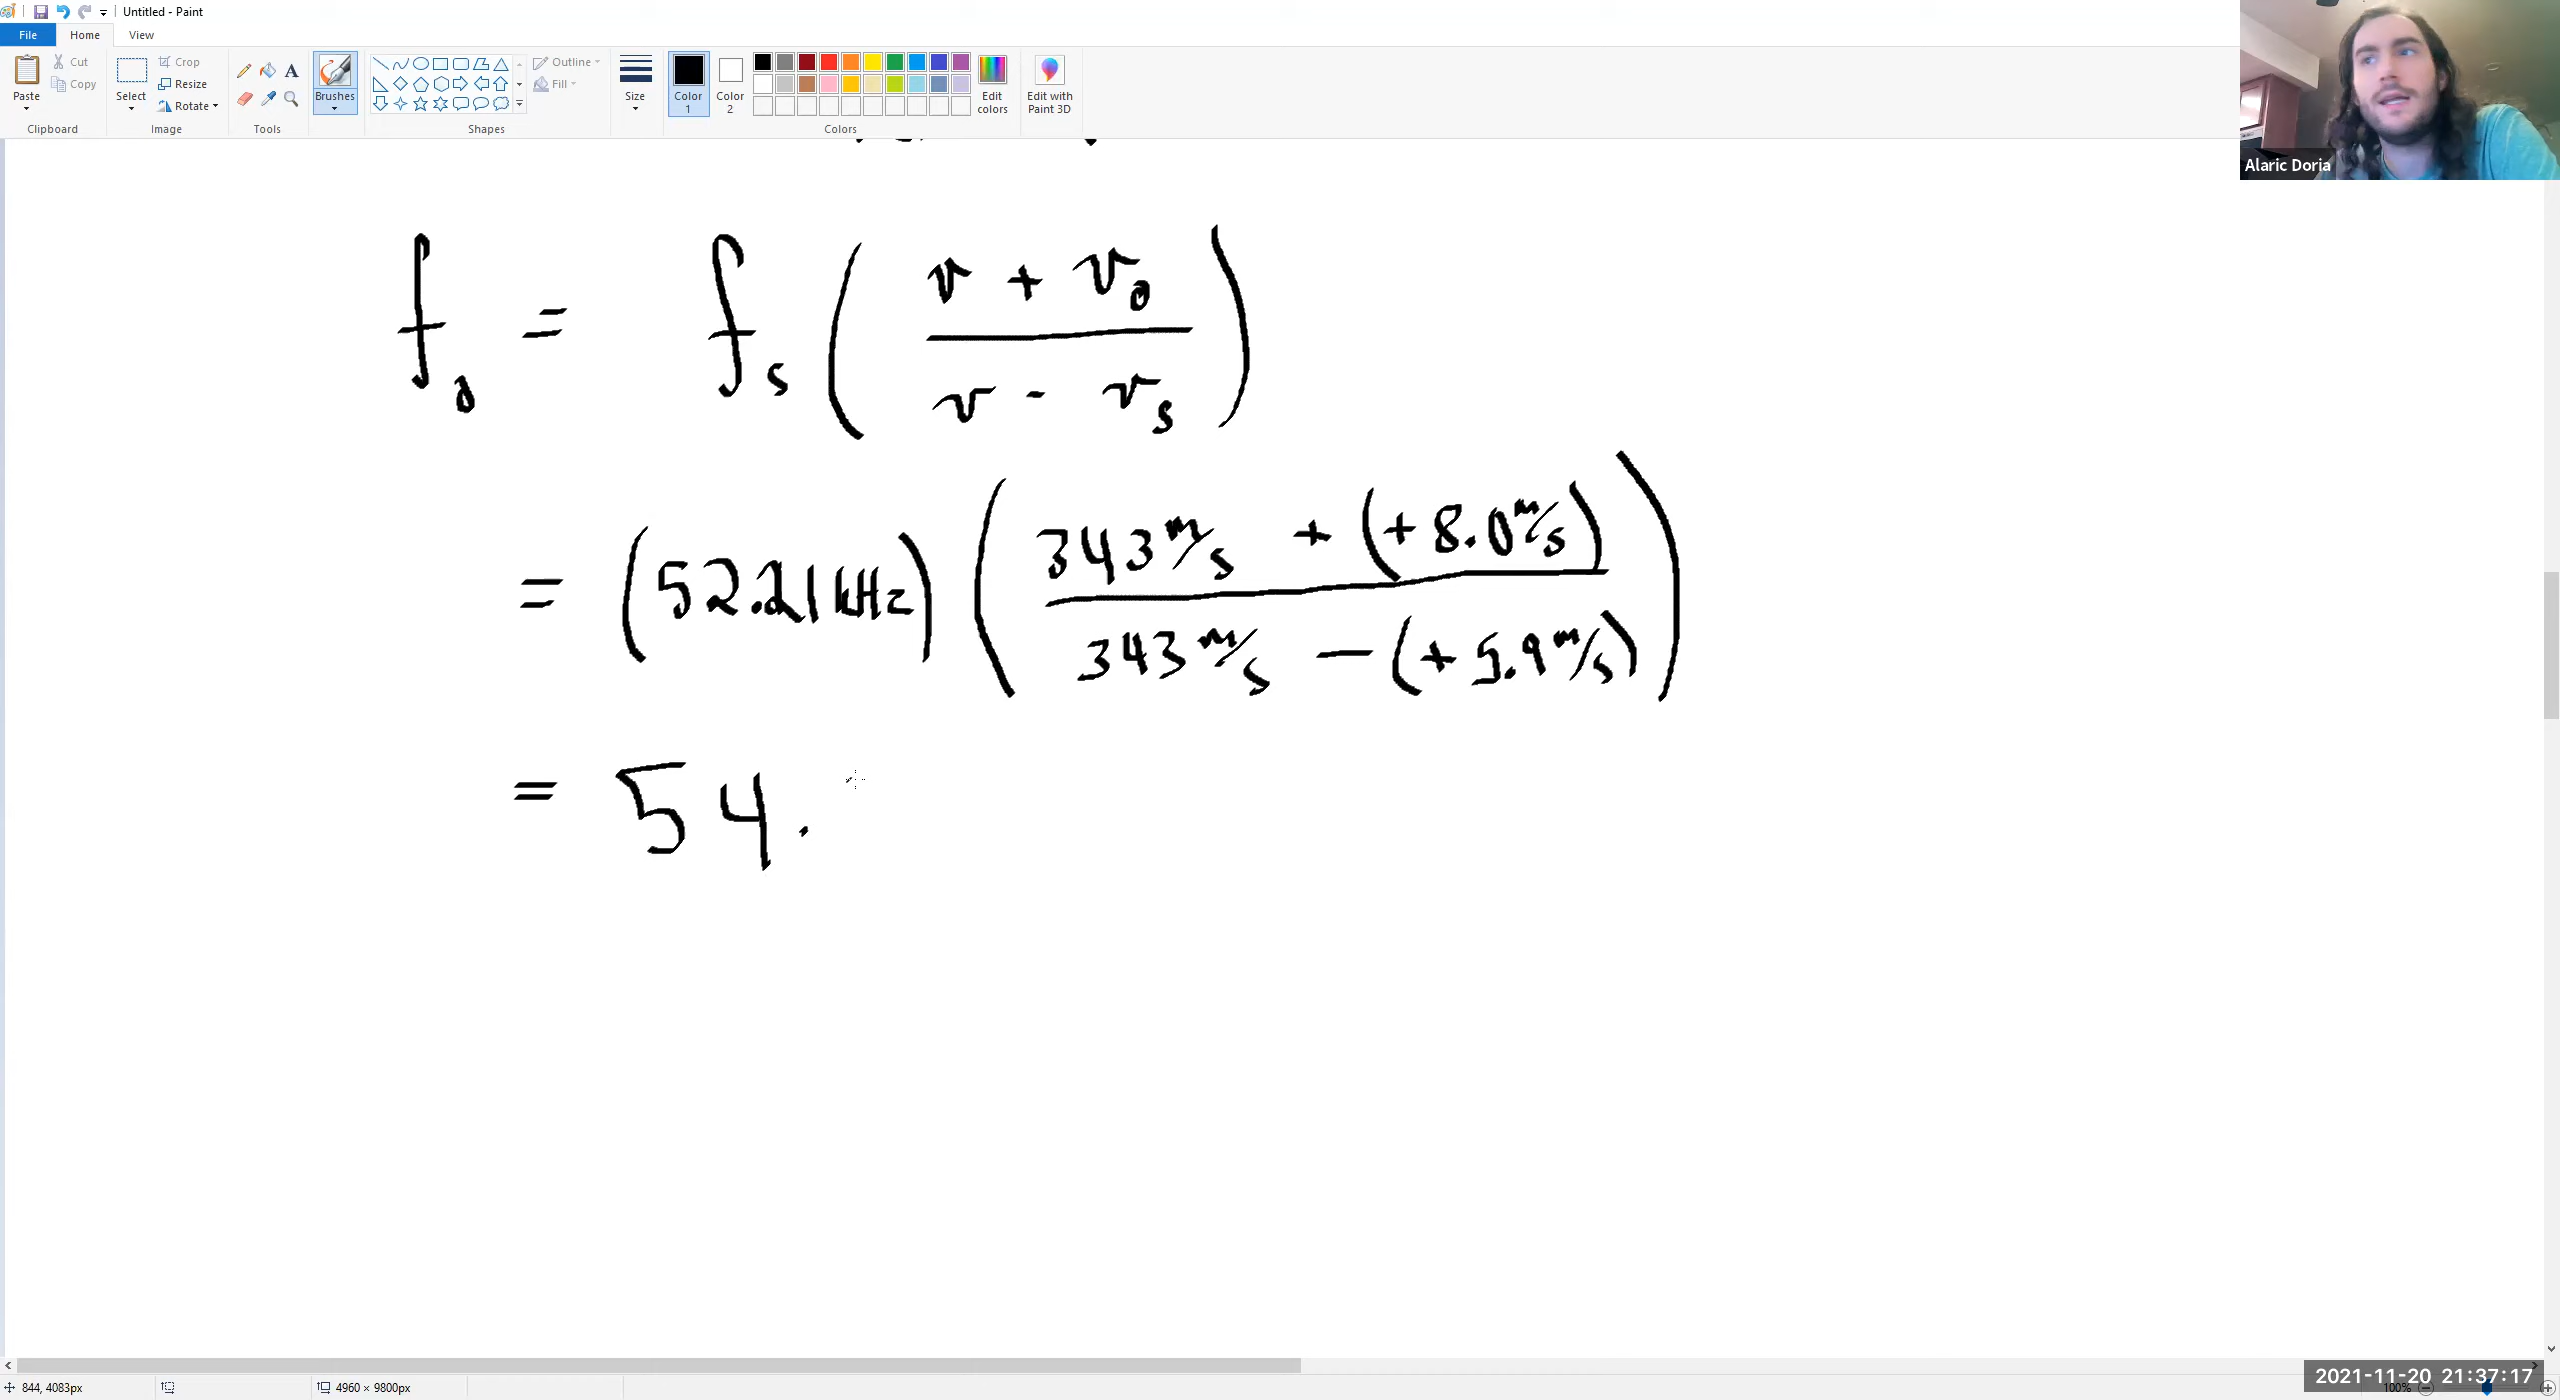 Untitled - Paint
File Home View
Paste Cut Copy Select Crop Resize Rotate Brushes Outline Fill Size Color 1 Color 2 Edit colors Edit with Paint 3D
Clipboard Image Tools Shapes Colors
Alaric Doria
f_o = f_s ( v + v_o / v - v_s )
= (52.21 kHz) ( 343 m/s + (+8.0 m/s) / 343 m/s - (+5.9 m/s) )
= 54.
844, 4083px 4960 × 9800px 100%
2021-11-20 21:37:17